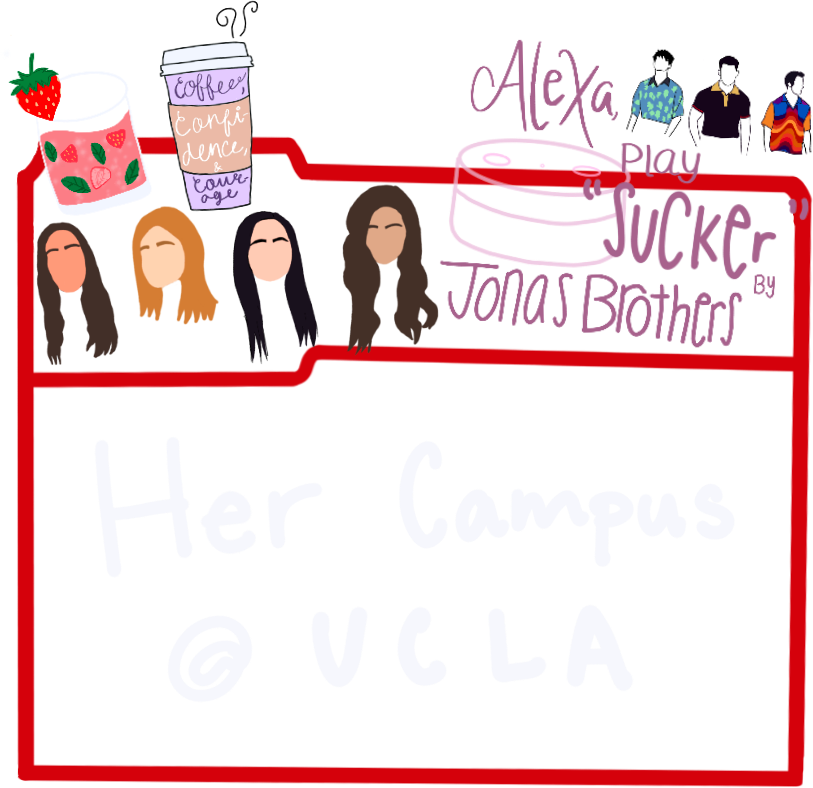 Coffee,
Confi-
dence,
&
Cour-
age
Alexa,
Play
"Sucker"
By
Jonas Brothers
Her Campus
@ UCLA